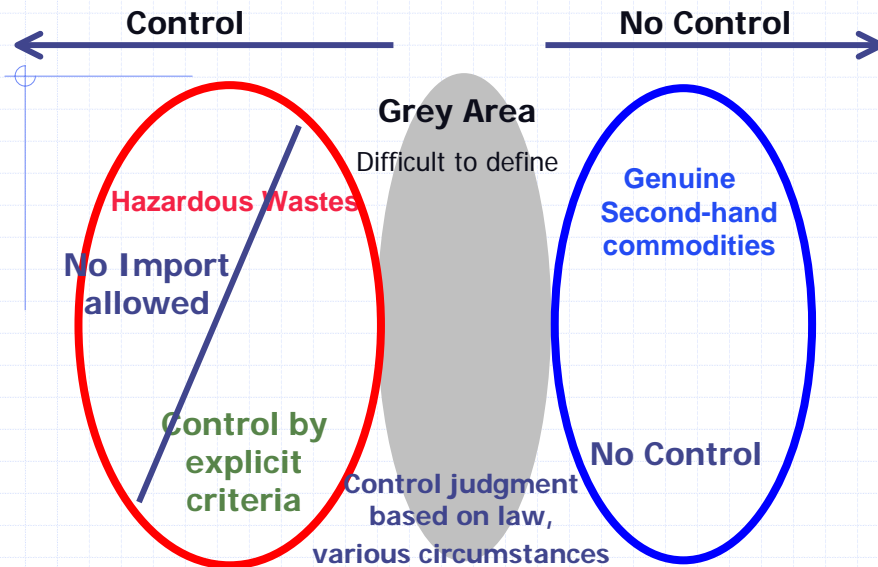 Control
No Control
Grey Area
Difficult to define
Hazardous Wastes
No Import
allowed
Control by
explicit
criteria
Control judgment
based on law,
various circumstances
Genuine
Second-hand
commodities
No Control